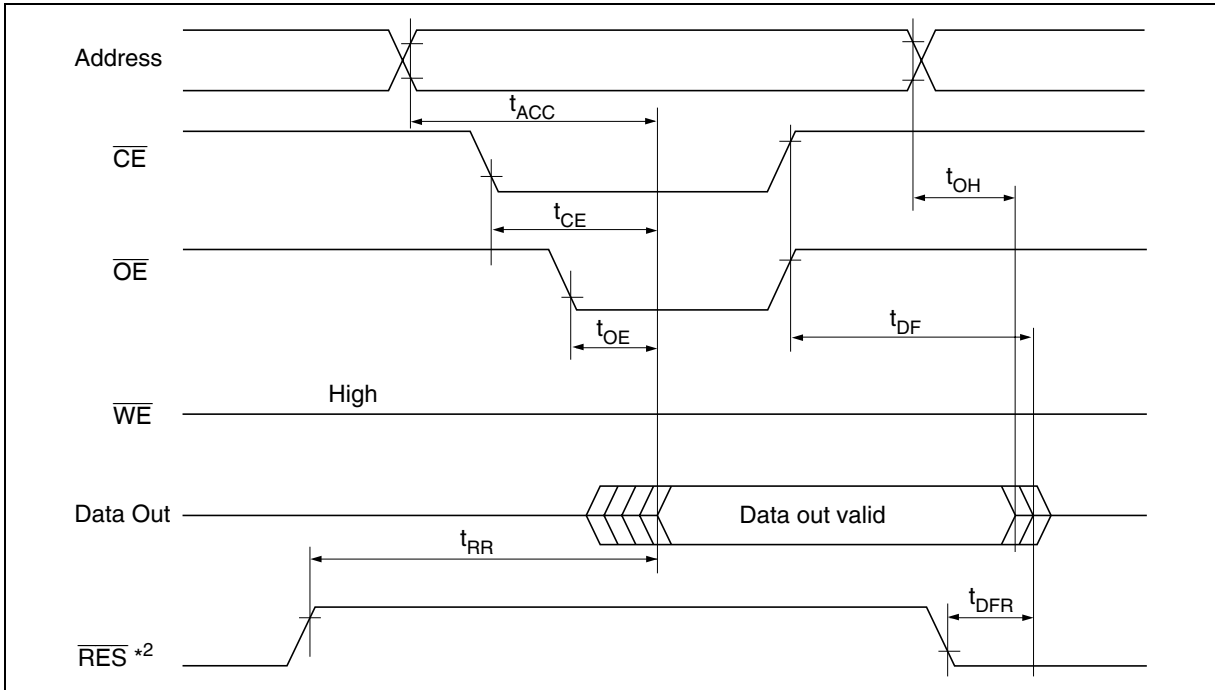 Address
tACC
CE
tOH
tCE
OE
tDF
tOE
High
WE
Data Out
Data out valid
tRR
tDFR
RES *2